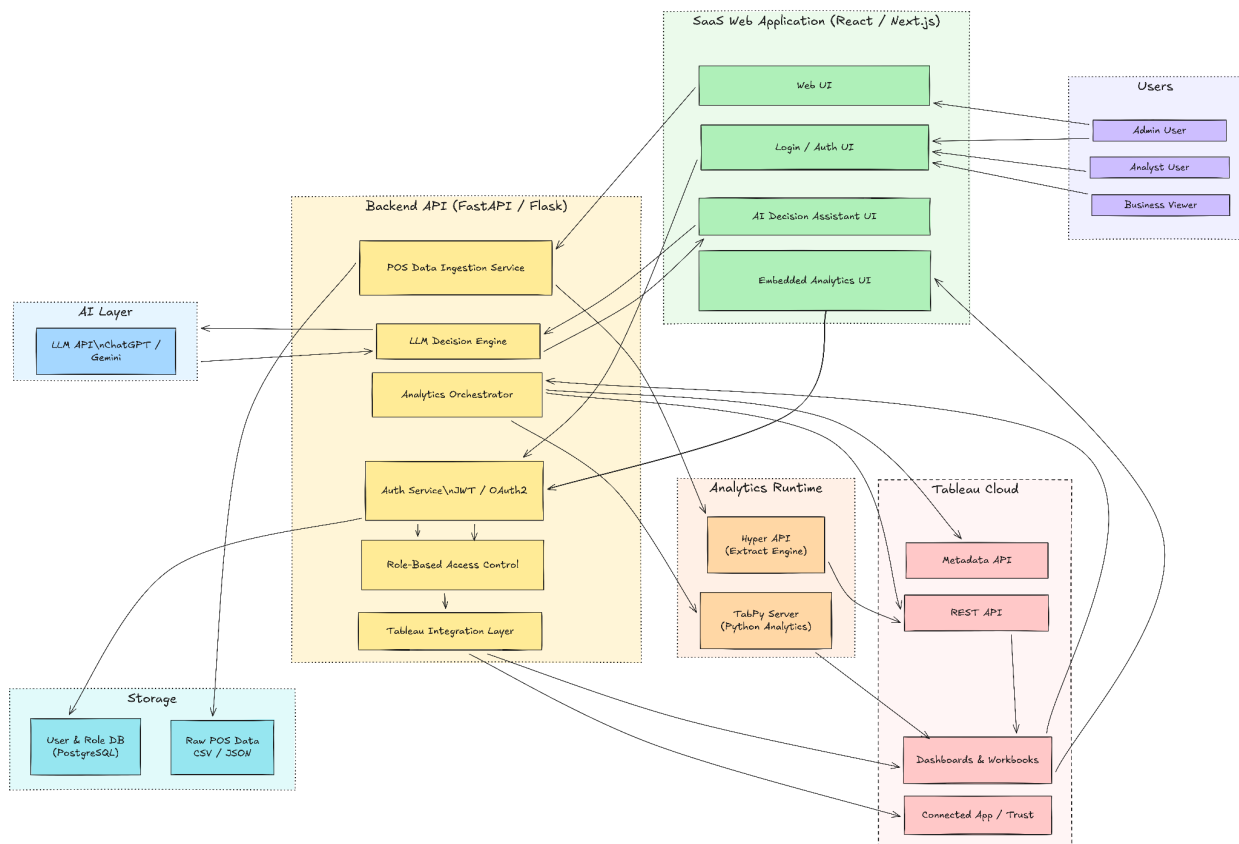 SaaS Web Application (React / Next.js)
Web UI
Login / Auth UI
AI Decision Assistant UI
Embedded Analytics UI
Users
Admin User
Analyst User
Business Viewer
Backend API (FastAPI / Flask)
POS Data Ingestion Service
LLM Decision Engine
Analytics Orchestrator
Auth Service\nJWT / OAuth2
Role-Based Access Control
Tableau Integration Layer
AI Layer
LLM API\nChatGPT /
Gemini
Analytics Runtime
Hyper API
(Extract Engine)
TabPy Server
(Python Analytics)
Tableau Cloud
Metadata API
REST API
Dashboards & Workbooks
Connected App / Trust
Storage
User & Role DB
(PostgreSQL)
Raw POS Data
CSV / JSON